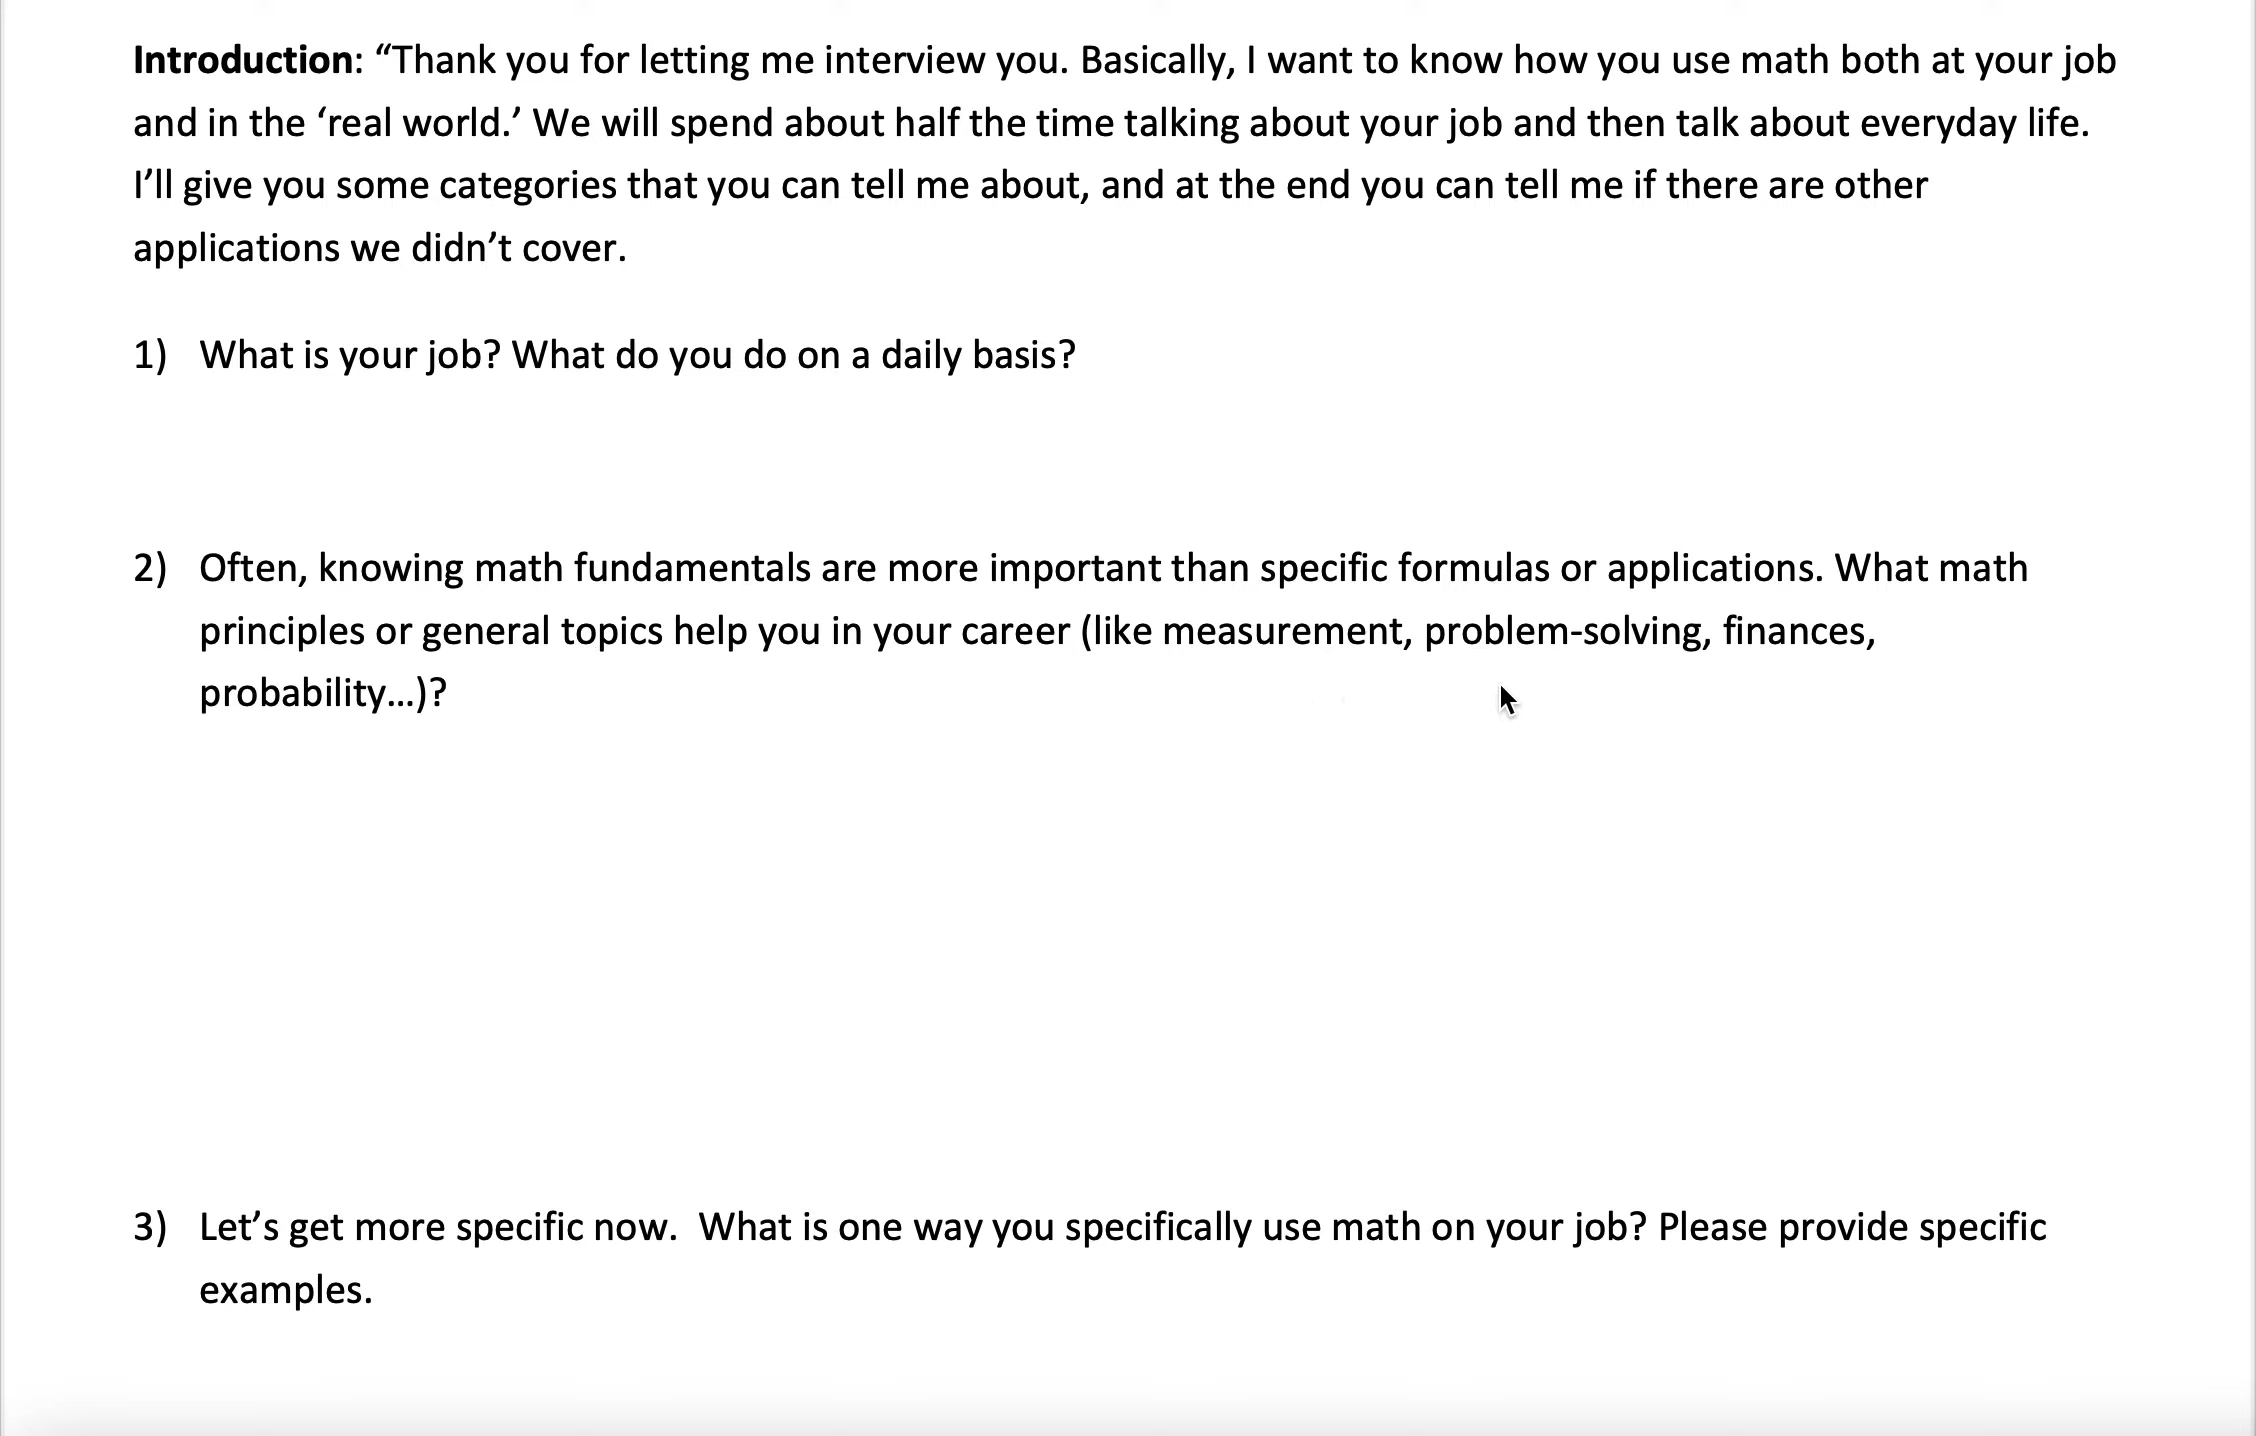 Introduction: “Thank you for letting me interview you. Basically, I want to know how you use math both at your job
and in the ‘real world.’ We will spend about half the time talking about your job and then talk about everyday life.
I’ll give you some categories that you can tell me about, and at the end you can tell me if there are other
applications we didn’t cover.
1) What is your job? What do you do on a daily basis?
2) Often, knowing math fundamentals are more important than specific formulas or applications. What math
principles or general topics help you in your career (like measurement, problem-solving, finances,
probability…)?
3) Let’s get more specific now.  What is one way you specifically use math on your job? Please provide specific
examples.